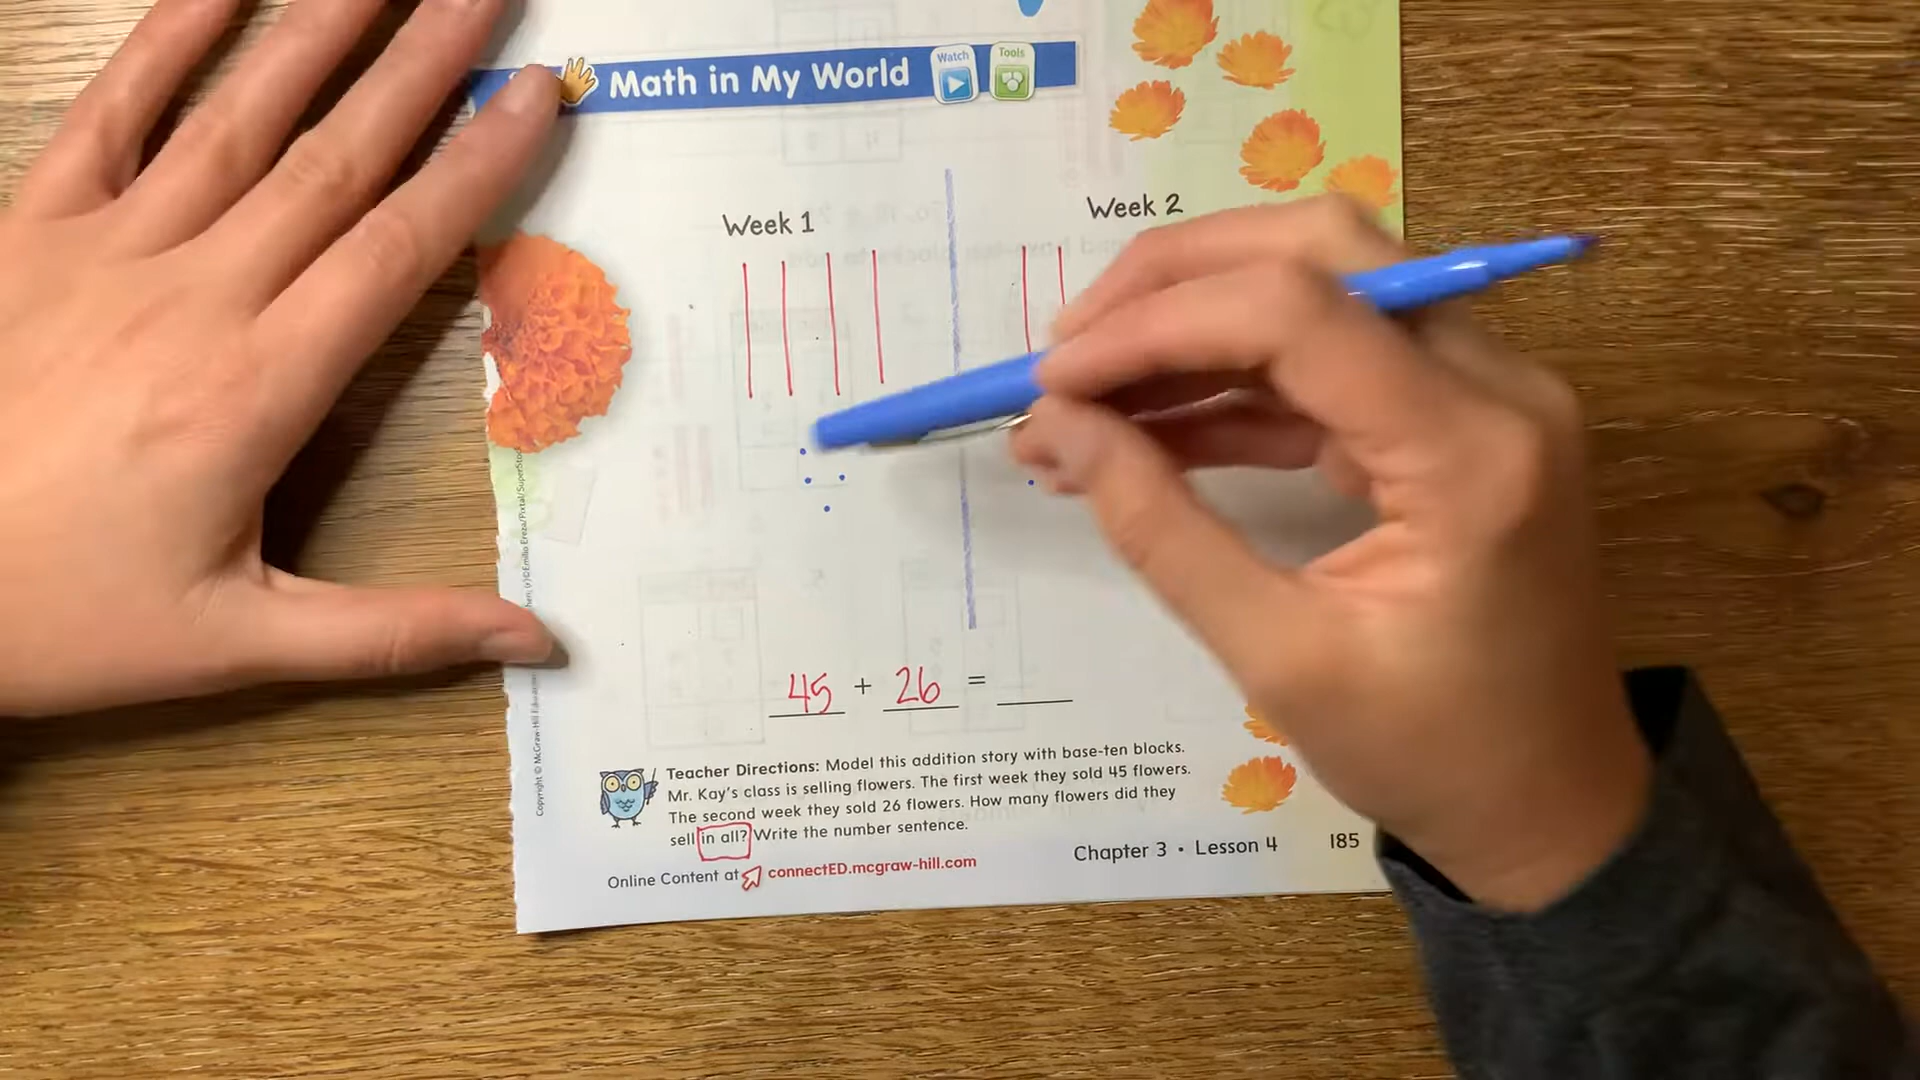 Math in My World
Watch
Tools
Week 1
Week 2
45 + 26 =
Teacher Directions: Model this addition story with base-ten blocks.
Mr. Kay's class is selling flowers. The first week they sold 45 flowers.
The second week they sold 26 flowers. How many flowers did they
sell in all? Write the number sentence.
Online Content at connectED.mcgraw-hill.com
Chapter 3 • Lesson 4
185
Copyright © McGraw-Hill